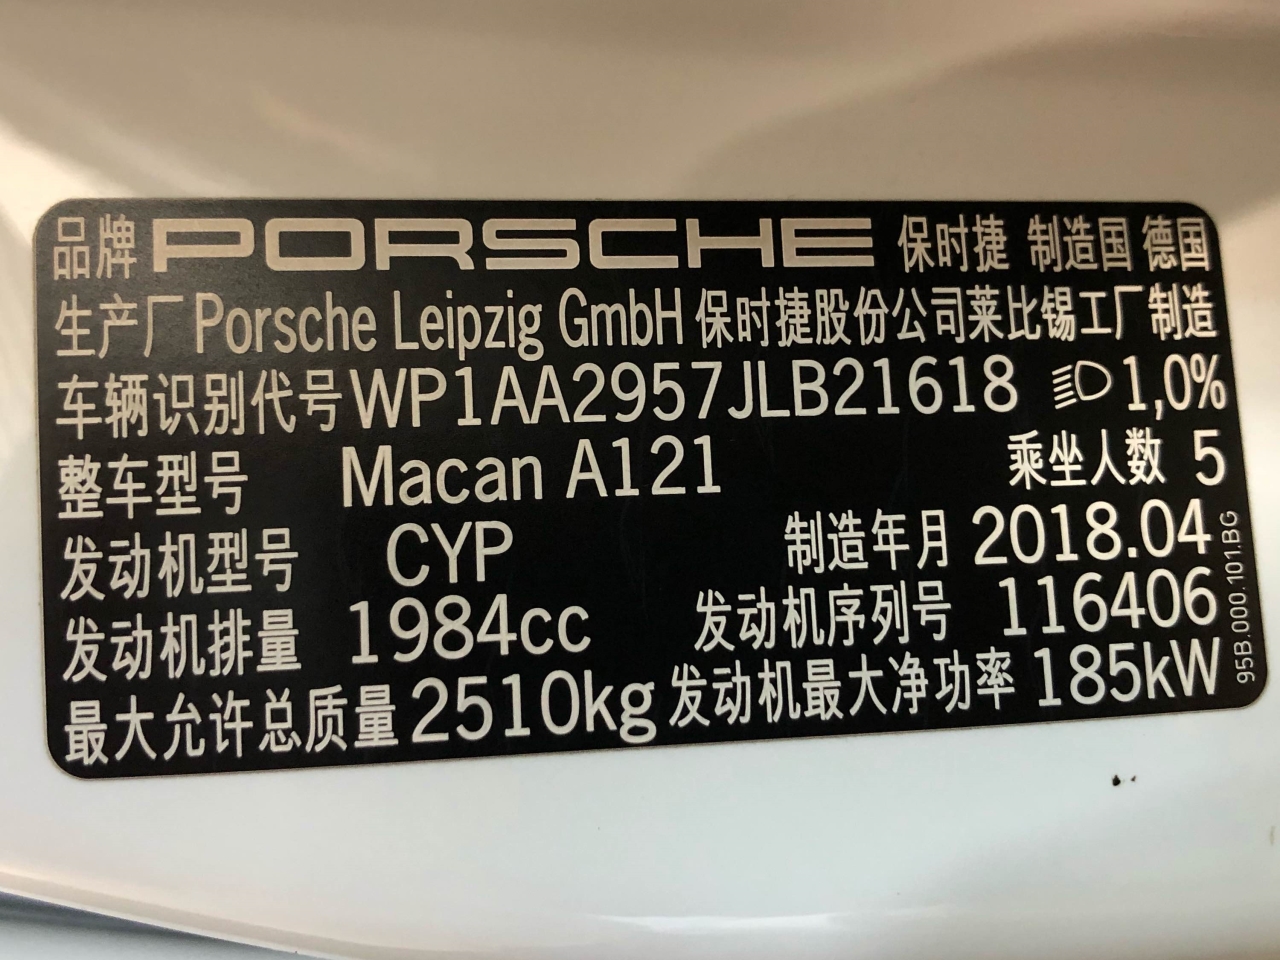 品牌 PORSCHE 保时捷 制造国 德国
生产厂 Porsche Leipzig GmbH 保时捷股份公司莱比锡工厂制造
车辆识别代号 WP1AA2957JLB21618 1,0%
整车型号 Macan A121 乘坐人数 5
发动机型号 CYP 制造年月 2018.04
发动机排量 1984cc 发动机序列号 116406
最大允许总质量 2510kg 发动机最大净功率 185kW
95B.000.101.BG